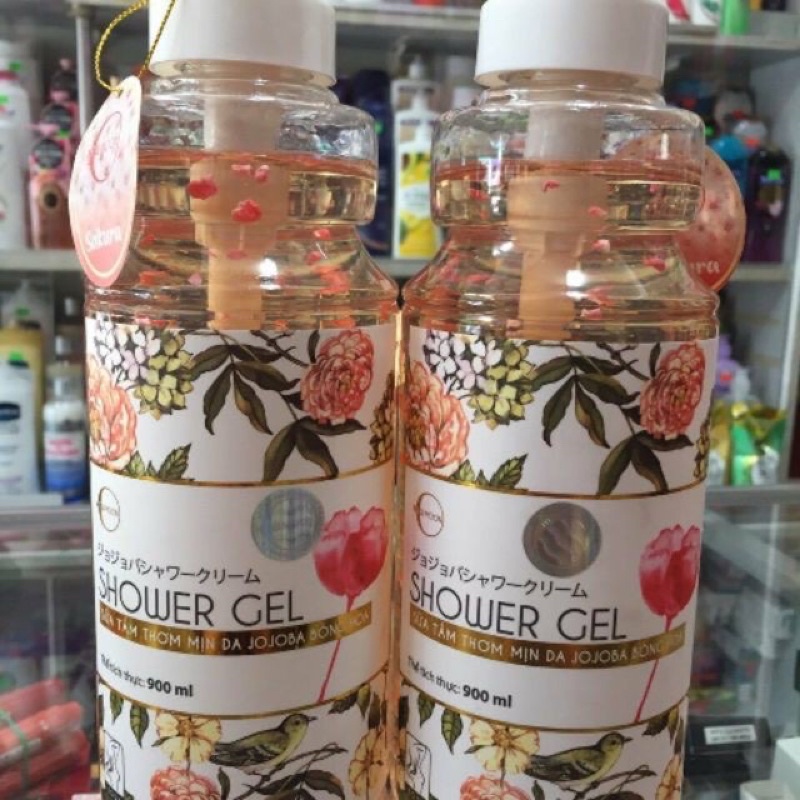 Sakura
ジョジョバシャワークリーム
SHOWER GEL
SỮA TẮM THƠM MỊN DA JOJOBA BÔNG HOA
Thể tích thực: 900 ml
ura
ジョジョバシャワークリーム
SHOWER GEL
SỮA TẮM THƠM MỊN DA JOJOBA BÔNG HOA
Thể tích thực: 900 ml